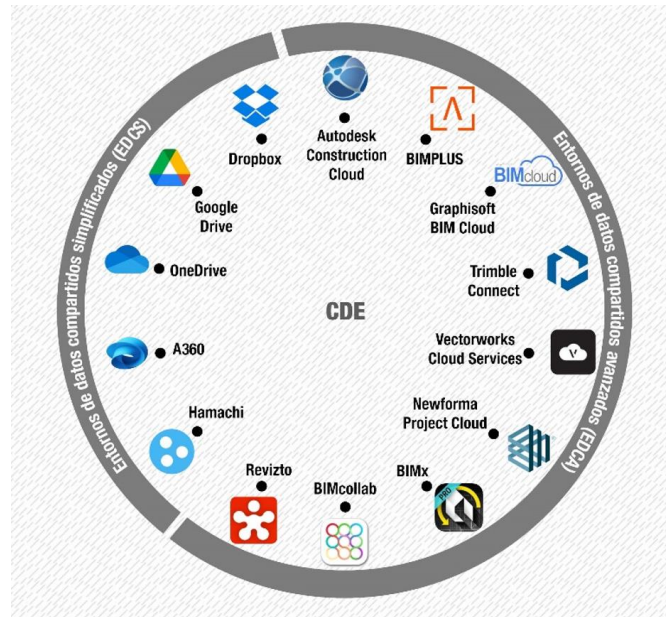 Entornos de datos compartidos simplificados (EDCS)
Entornos de datos compartidos avanzados (EDCA)
CDE
Autodesk
Construction
Cloud
BIMPLUS
BIMcloud
Graphisoft
BIM Cloud
Trimble
Connect
Vectorworks
Cloud Services
Newforma
Project Cloud
PRO
BIMx
BIMcollab
Revizto
Hamachi
A360
OneDrive
Google
Drive
Dropbox